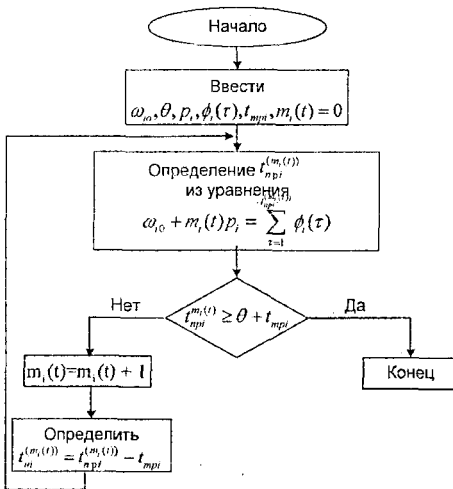 Начало
Ввести
ω_{i0}, θ, p_i, ϕ_i(τ), t_{mpi}, m_i(t) = 0
Определение t_{npi}^{(m_i(t))}
из уравнения
ω_{i0} + m_i(t)p_i = \sum_{τ=1}^{t_{npi}^{(m_i(t))}} ϕ_i(τ)
Нет
t_{npi}^{m_i(t)} ≥ θ + t_{mpi}
Да
m_i(t)=m_i(t) + 1
Конец
Определить
t_{ni}^{(m_i(t))} = t_{npi}^{(m_i(t))} − t_{mpi}